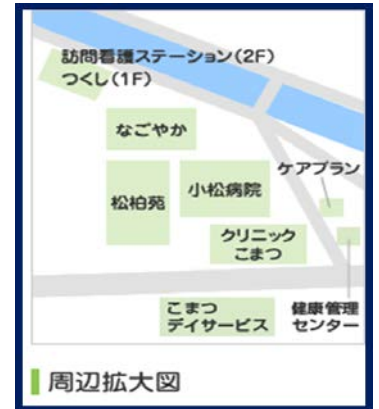 訪問看護ステーション(2F)
つくし(1F)
なごやか
ケアプラン
松柏苑
小松病院
クリニック
こまつ
こまつ
デイサービス
健康管理
センター
周辺拡大図